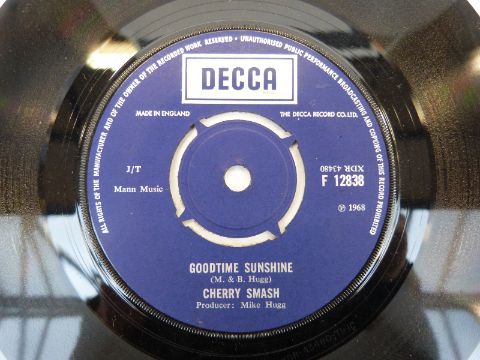 ALL RIGHTS OF THE MANUFACTURER AND OF THE OWNER OF THE RECORDED WORK RESERVED • UNAUTHORISED PUBLIC PERFORMANCE BROADCASTING AND COPYING OF THIS RECORD PROHIBITED
DECCA
MADE IN ENGLAND
THE DECCA RECORD CO. LTD.
J/T
Mann Music
XDR 43480
F 12838
℗ 1968
GOODTIME SUNSHINE
(M. & B. Hugg)
CHERRY SMASH
Producer: Mike Hugg